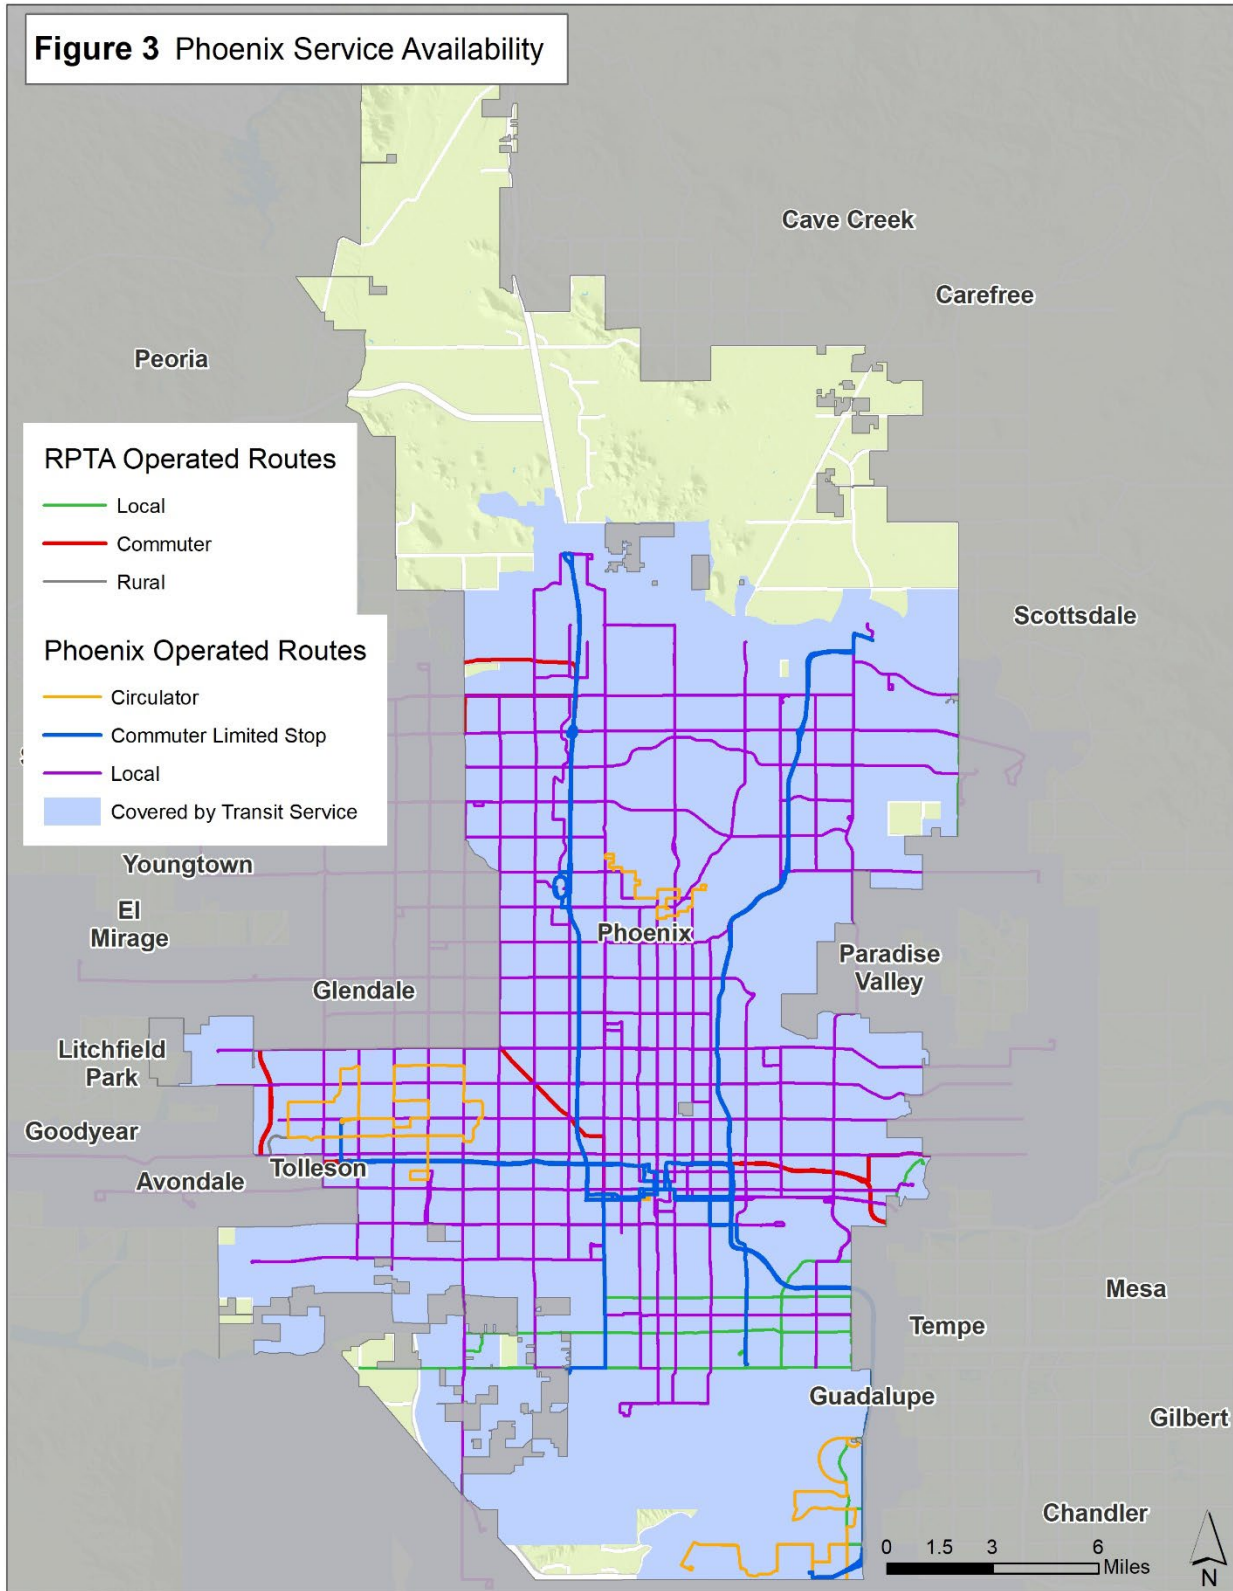 Figure 3 Phoenix Service Availability
Cave Creek
Carefree
Peoria
RPTA Operated Routes
Local
Commuter
Rural
Scottsdale
Phoenix Operated Routes
Circulator
Commuter Limited Stop
Local
Covered by Transit Service
Youngtown
El
Mirage
Phoenix
Paradise
Valley
Glendale
Litchfield
Park
Goodyear
Tolleson
Avondale
Mesa
Tempe
Guadalupe
Gilbert
Chandler
0 1.5 3 6
Miles
N